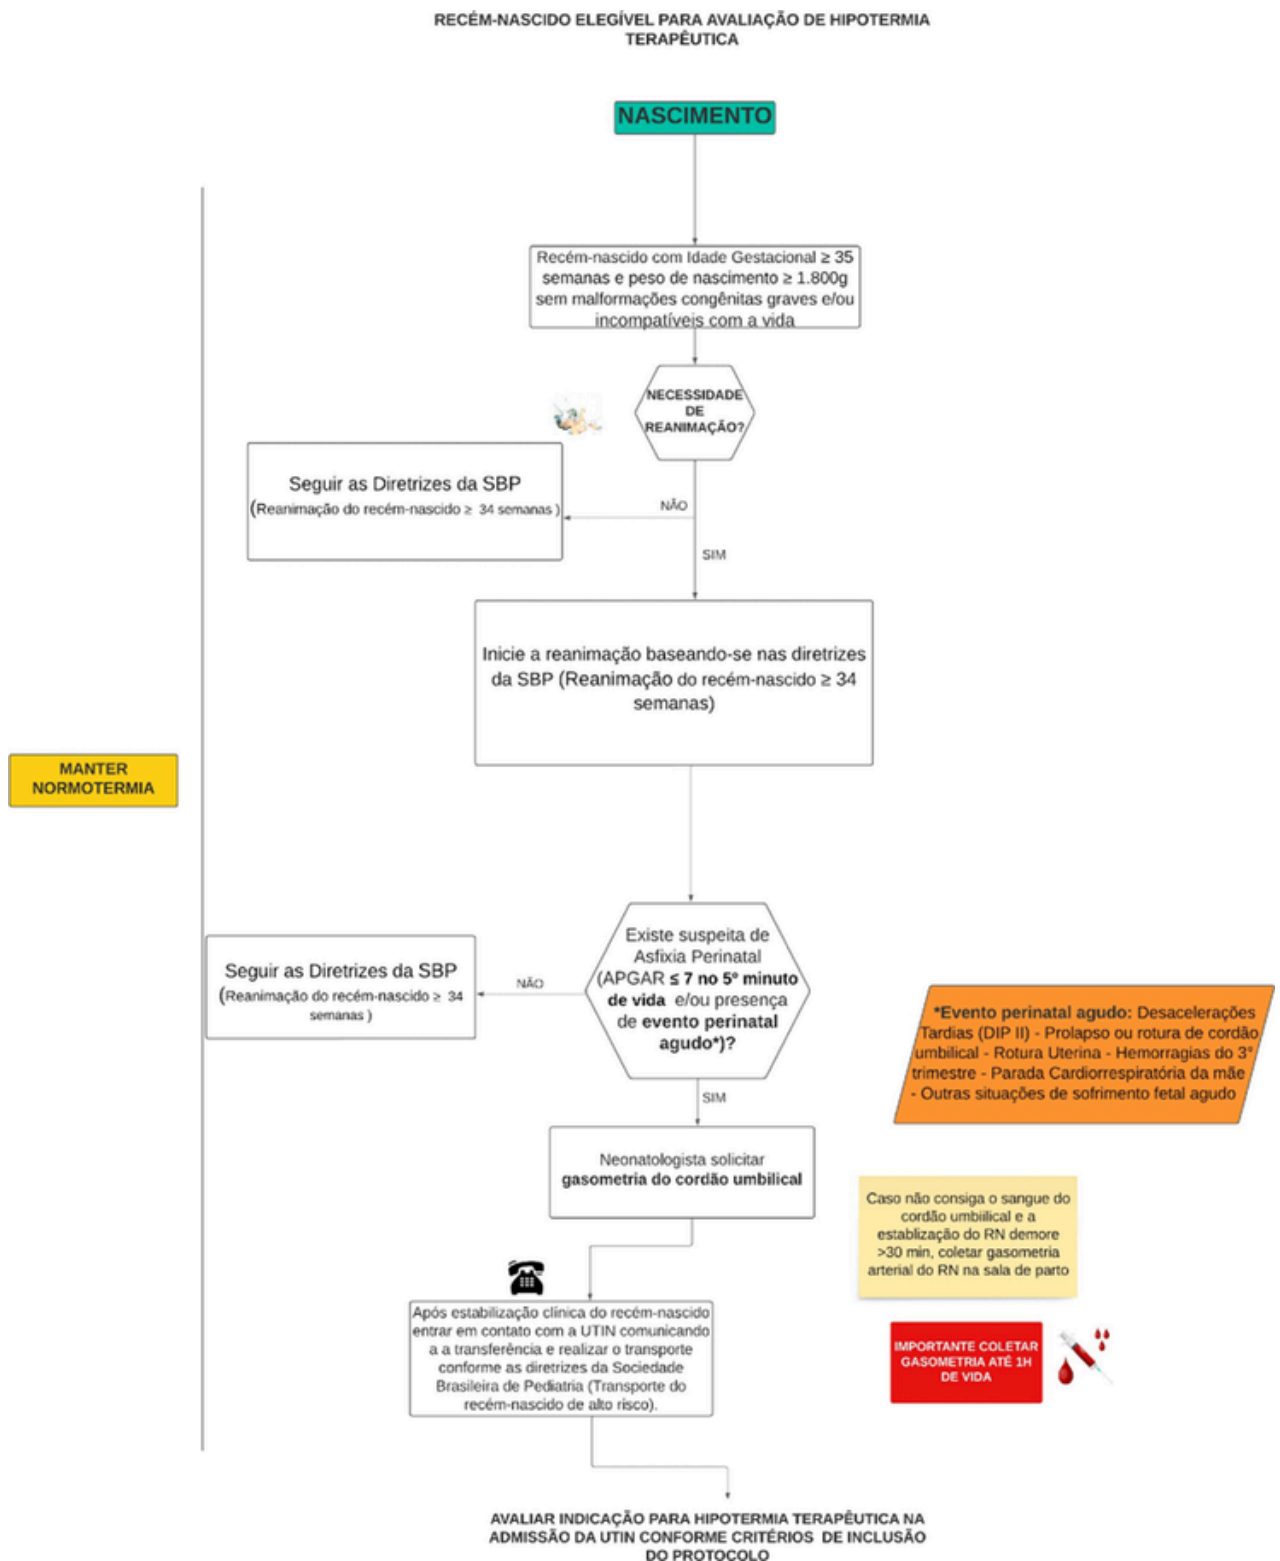 RECÉM-NASCIDO ELEGÍVEL PARA AVALIAÇÃO DE HIPOTERMIA
TERAPÊUTICA
NASCIMENTO
Recém-nascido com Idade Gestacional ≥ 35
semanas e peso de nascimento ≥ 1.800g
sem malformações congênitas graves e/ou
incompatíveis com a vida
NECESSIDADE
DE
REANIMAÇÃO?
NÃO
Seguir as Diretrizes da SBP
(Reanimação do recém-nascido ≥ 34 semanas )
SIM
Inicie a reanimação baseando-se nas diretrizes
da SBP (Reanimação do recém-nascido ≥ 34
semanas)
MANTER
NORMOTERMIA
Existe suspeita de
Asfixia Perinatal
(APGAR ≤ 7 no 5º minuto
de vida e/ou presença
de evento perinatal
agudo*)?
NÃO
Seguir as Diretrizes da SBP
(Reanimação do recém-nascido ≥ 34
semanas )
*Evento perinatal agudo: Desacelerações
Tardias (DIP II) - Prolapso ou rotura de cordão
umbilical - Rotura Uterina - Hemorragias do 3°
trimestre - Parada Cardiorrespiratória da mãe
- Outras situações de sofrimento fetal agudo
SIM
Neonatologista solicitar
gasometria do cordão umbilical
Caso não consiga o sangue do
cordão umbiilical e a
establização do RN demore
>30 min, coletar gasometria
arterial do RN na sala de parto
Após estabilização clínica do recém-nascido
entrar em contato com a UTIN comunicando
a a transferência e realizar o transporte
conforme as diretrizes da Sociedade
Brasileira de Pediatria (Transporte do
recém-nascido de alto risco).
IMPORTANTE COLETAR
GASOMETRIA ATÉ 1H
DE VIDA
AVALIAR INDICAÇÃO PARA HIPOTERMIA TERAPÊUTICA NA
ADMISSÃO DA UTIN CONFORME CRITÉRIOS DE INCLUSÃO
DO PROTOCOLO